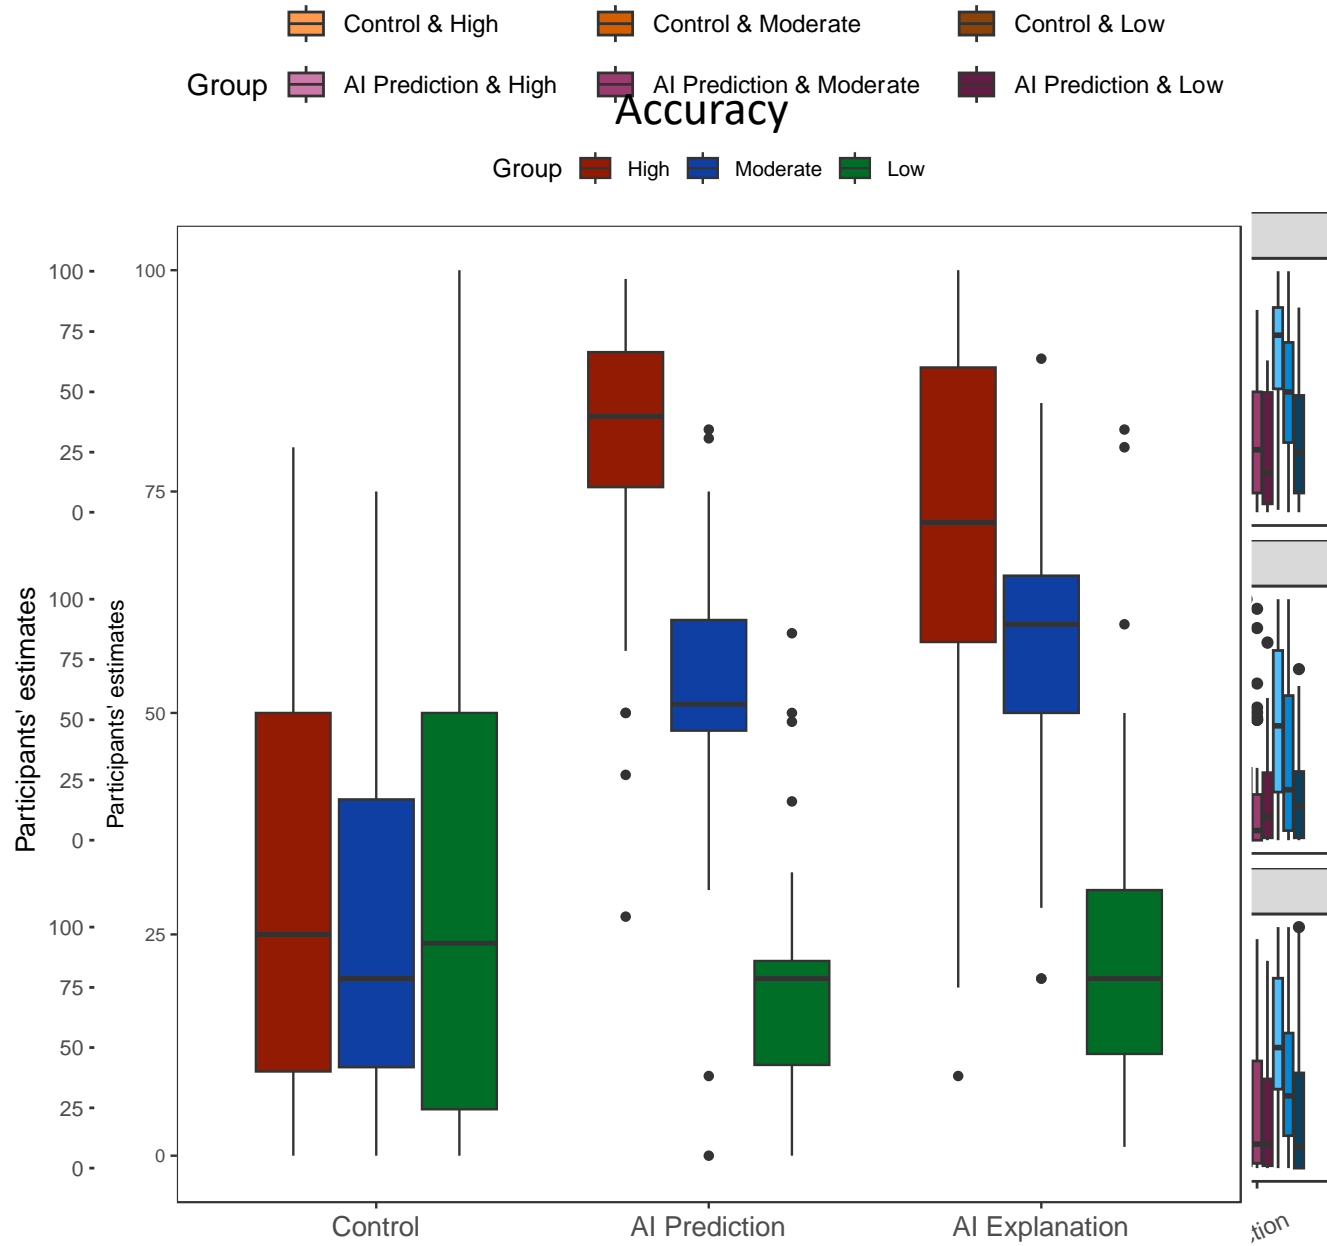 Control & High Control & Moderate Control & Low
Group AI Prediction & High AI Prediction & Moderate AI Prediction & Low
Accuracy
Group High Moderate Low
Participants' estimates
100
75
50
25
0
100
75
50
25
0
100
75
50
25
0
Participants' estimates
100
75
50
25
0
Control AI Prediction AI Explanation
ction